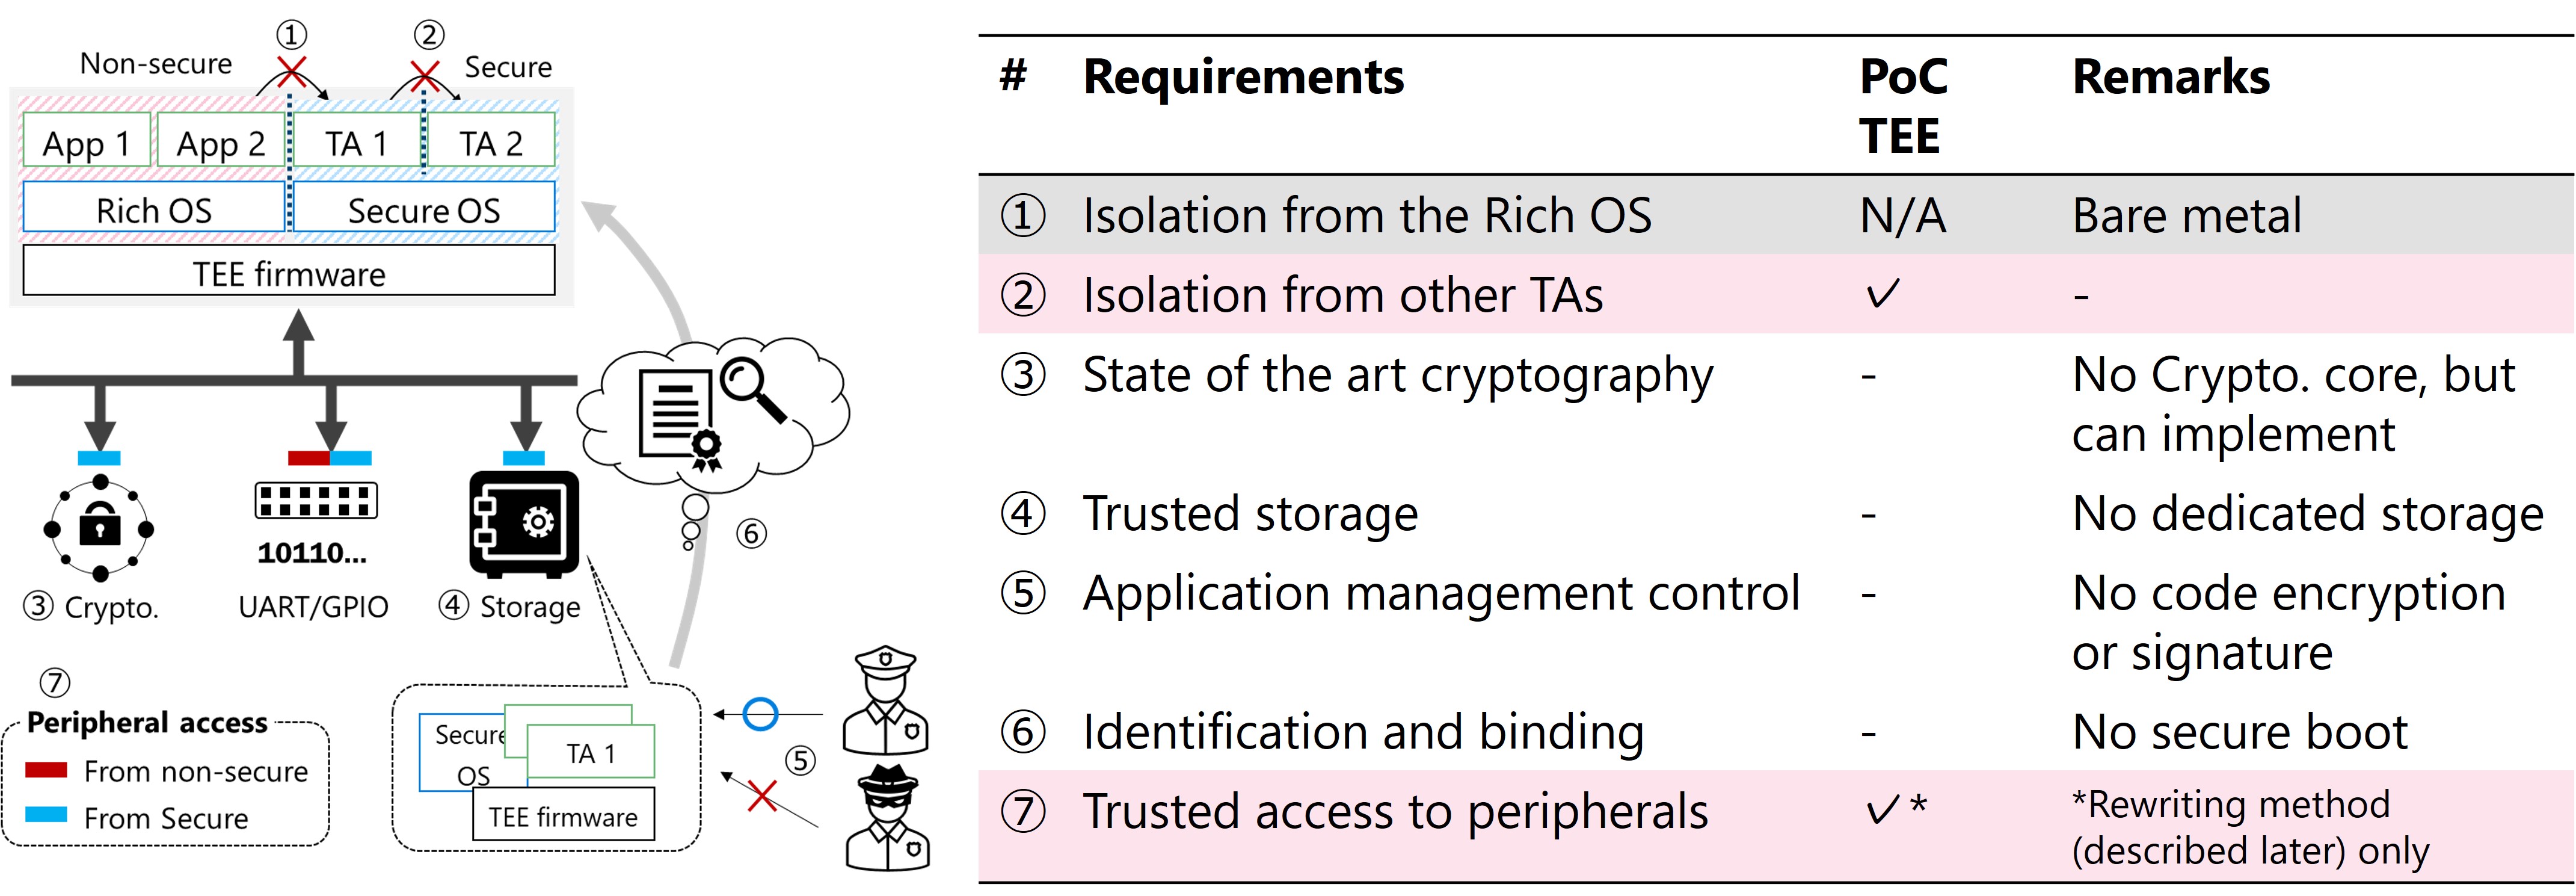 ①
②
Non-secure
Secure
App 1
App 2
TA 1
TA 2
Rich OS
Secure OS
TEE firmware
⑥
10110...
③ Crypto.
UART/GPIO
④ Storage
⑦
Peripheral access
From non-secure
From Secure
Secure
OS
TA 1
TEE firmware
⑤
# Requirements PoC Remarks
TEE
① Isolation from the Rich OS N/A Bare metal
② Isolation from other TAs ✓ -
③ State of the art cryptography - No Crypto. core, but
can implement
④ Trusted storage - No dedicated storage
⑤ Application management control - No code encryption
or signature
⑥ Identification and binding - No secure boot
⑦ Trusted access to peripherals ✓* *Rewriting method
(described later) only